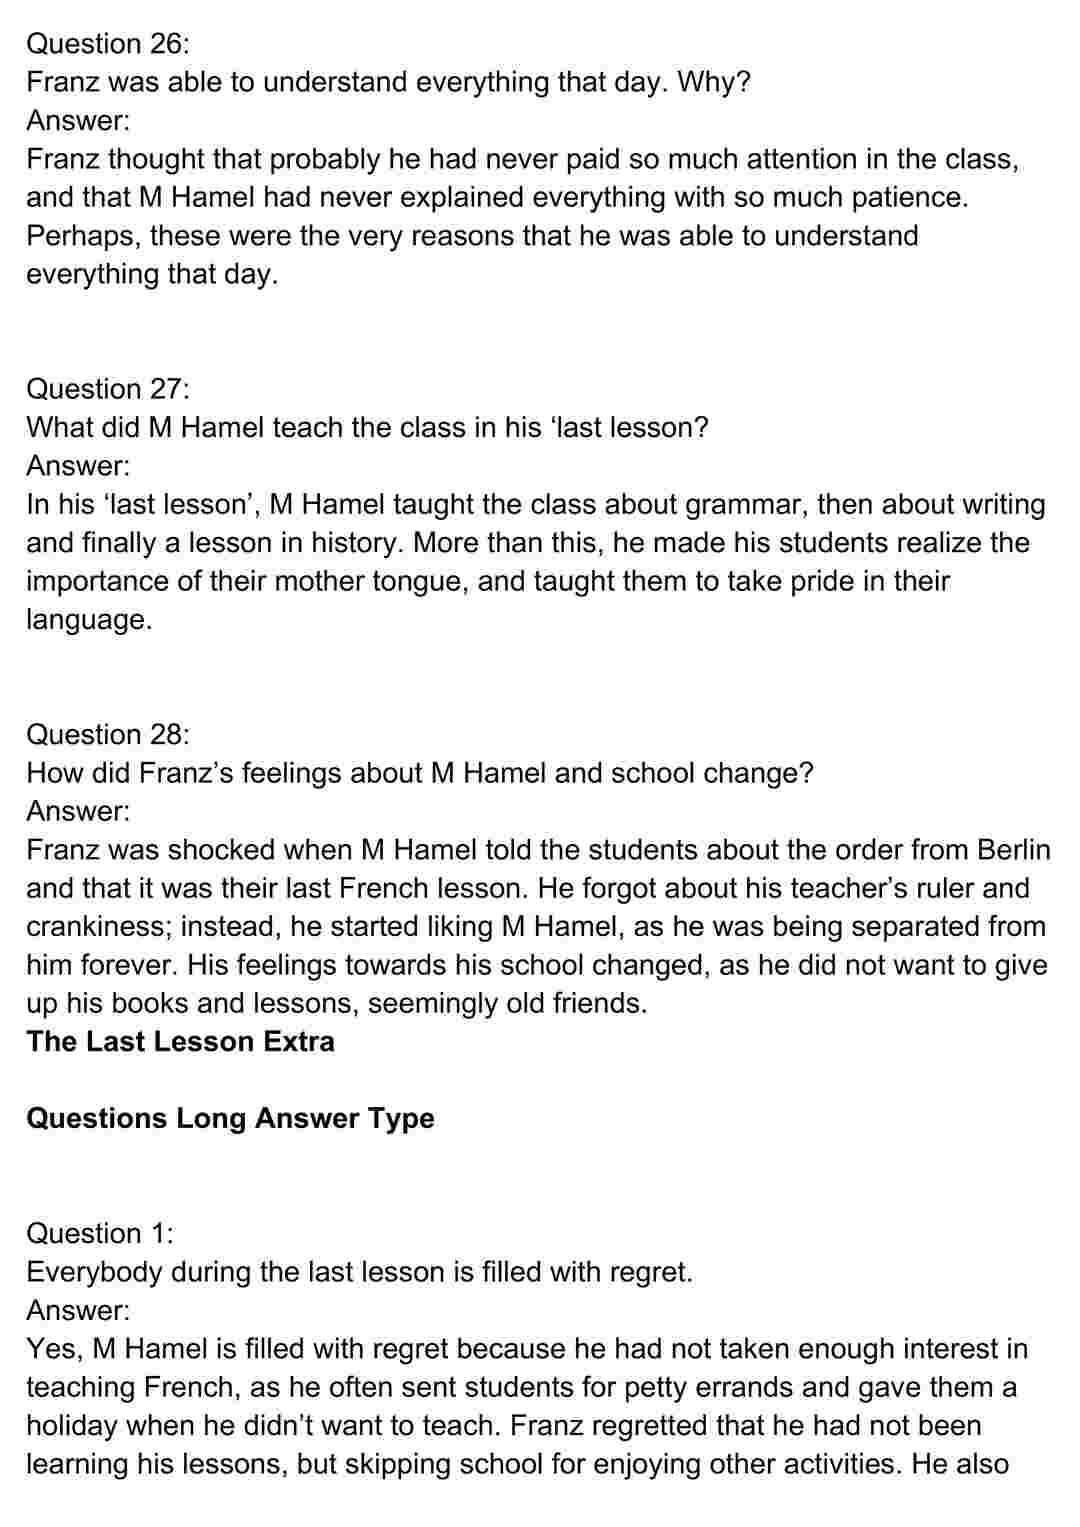 Question 26:
Franz was able to understand everything that day. Why?
Answer:
Franz thought that probably he had never paid so much attention in the class,
and that M Hamel had never explained everything with so much patience.
Perhaps, these were the very reasons that he was able to understand
everything that day.
Question 27:
What did M Hamel teach the class in his ‘last lesson?
Answer:
In his ‘last lesson’, M Hamel taught the class about grammar, then about writing
and finally a lesson in history. More than this, he made his students realize the
importance of their mother tongue, and taught them to take pride in their
language.
Question 28:
How did Franz’s feelings about M Hamel and school change?
Answer:
Franz was shocked when M Hamel told the students about the order from Berlin
and that it was their last French lesson. He forgot about his teacher’s ruler and
crankiness; instead, he started liking M Hamel, as he was being separated from
him forever. His feelings towards his school changed, as he did not want to give
up his books and lessons, seemingly old friends.
The Last Lesson Extra
Questions Long Answer Type
Question 1:
Everybody during the last lesson is filled with regret.
Answer:
Yes, M Hamel is filled with regret because he had not taken enough interest in
teaching French, as he often sent students for petty errands and gave them a
holiday when he didn’t want to teach. Franz regretted that he had not been
learning his lessons, but skipping school for enjoying other activities. He also